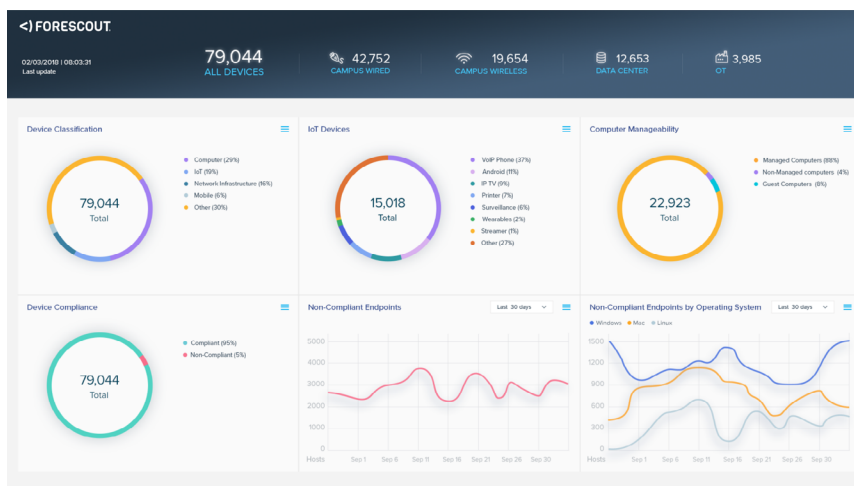 <) FORESCOUT.
02/03/2018 | 08:03:31
Last update
79,044
ALL DEVICES
42,752
CAMPUS WIRED
19,654
CAMPUS WIRELESS
12,653
DATA CENTER
3,985
OT
Device Classification
79,044
Total
Computer (29%)
IoT (19%)
Network Infrastructure (16%)
Mobile (6%)
Other (30%)
IoT Devices
15,018
Total
VoIP Phone (37%)
Android (11%)
IP TV (9%)
Printer (7%)
Surveillance (6%)
Wearables (2%)
Streamer (1%)
Other (27%)
Computer Manageability
22,923
Total
Managed Computers (88%)
Non-Managed computers (4%)
Guest Computers (8%)
Device Compliance
79,044
Total
Compliant (95%)
Non-Compliant (5%)
Non-Compliant Endpoints
Last 30 days
5000
4000
3000
2000
1000
0
Hosts Sep 1 Sep 6 Sep 11 Sep 16 Sep 21 Sep 26 Sep 30
Non-Compliant Endpoints by Operating System
Last 30 days
Windows Mac Linux
1500
1200
900
600
300
0
Hosts Sep 1 Sep 6 Sep 11 Sep 16 Sep 21 Sep 26 Sep 30